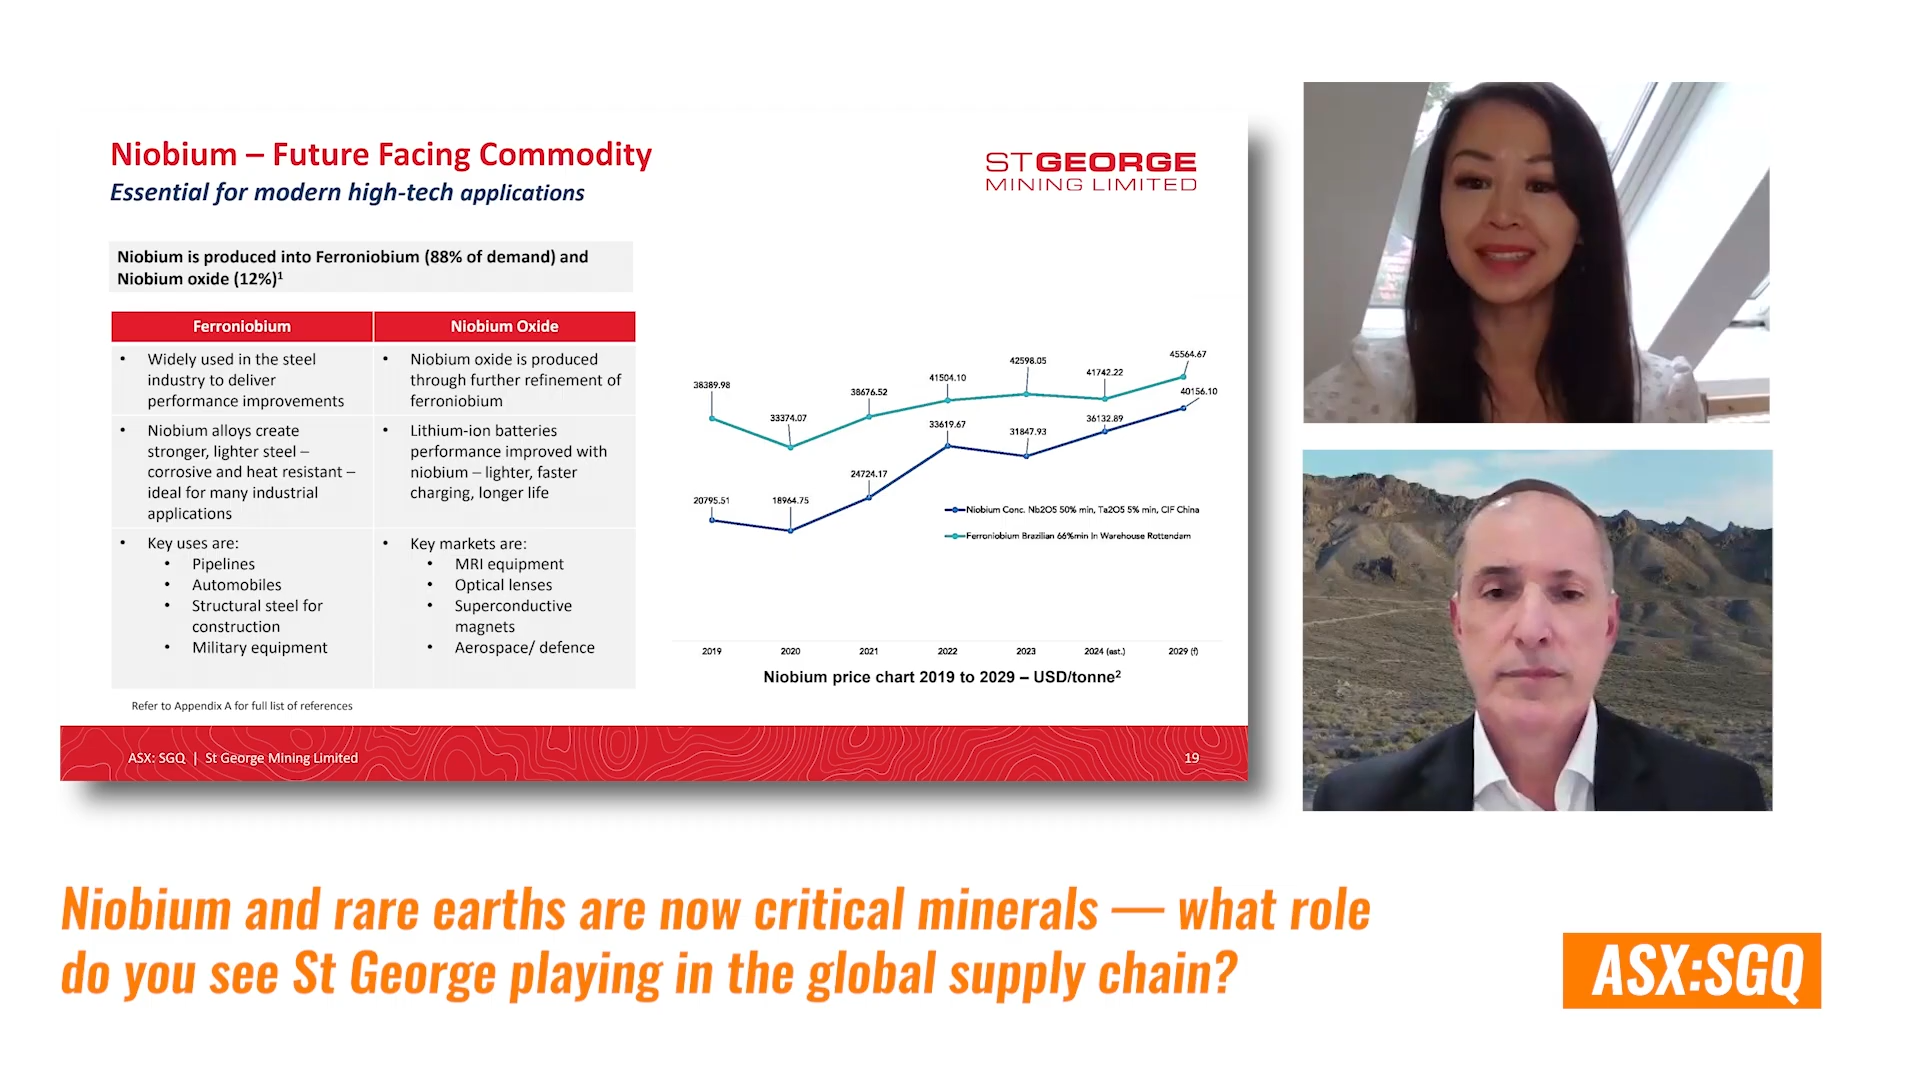 Niobium – Future Facing Commodity
Essential for modern high-tech applications
STGEORGE
MINING LIMITED
Niobium is produced into Ferroniobium (88% of demand) and
Niobium oxide (12%)¹
Ferroniobium
Niobium Oxide
• Widely used in the steel
industry to deliver
performance improvements
• Niobium oxide is produced
through further refinement of
ferroniobium
• Niobium alloys create
stronger, lighter steel –
corrosive and heat resistant –
ideal for many industrial
applications
• Lithium-ion batteries
performance improved with
niobium – lighter, faster
charging, longer life
• Key uses are:
• Pipelines
• Automobiles
• Structural steel for
construction
• Military equipment
• Key markets are:
• MRI equipment
• Optical lenses
• Superconductive
magnets
• Aerospace/ defence
Refer to Appendix A for full list of references
38389.98
33374.07
38676.52
41504.10
42598.05
41742.22
45564.67
20795.51
18964.75
24724.17
33619.67
31847.93
36132.89
40156.10
Niobium Conc. Nb2O5 50% min, Ta2O5 5% min, CIF China
Ferroniobium Brazilian 66%min In Warehouse Rottendam
2019 2020 2021 2022 2023 2024 (est.) 2029 (f)
Niobium price chart 2019 to 2029 – USD/tonne²
ASX: SGQ | St George Mining Limited
19
Niobium and rare earths are now critical minerals — what role
do you see St George playing in the global supply chain?
ASX:SGQ